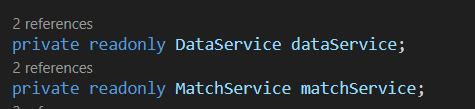 2 references
private readonly DataService dataService;
2 references
private readonly MatchService matchService;